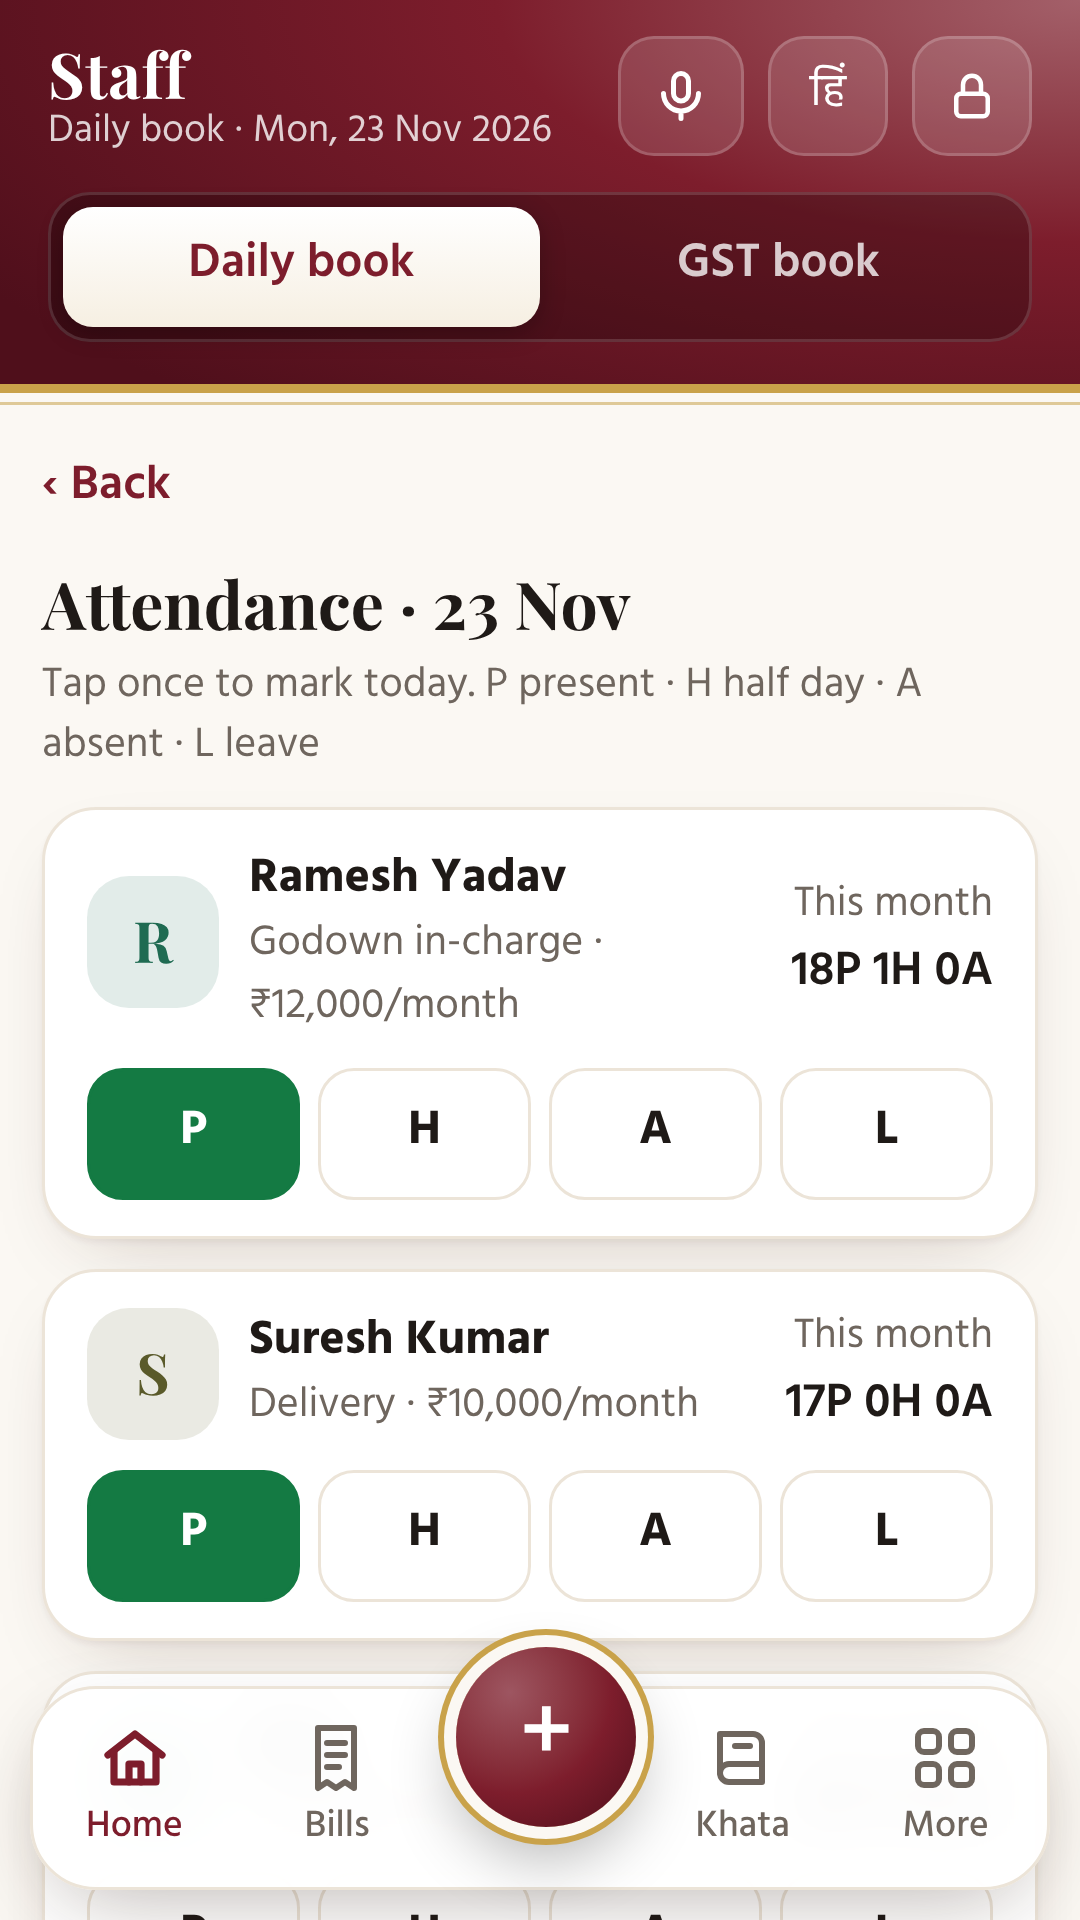 Staff
Daily book · Mon, 23 Nov 2026
हिं
Daily book
GST book
‹ Back
Attendance · 23 Nov
Tap once to mark today. P present · H half day · A
absent · L leave
R
Ramesh Yadav
Godown in-charge ·
₹12,000/month
This month
18P 1H 0A
P H A L
S
Suresh Kumar
Delivery · ₹10,000/month
This month
17P 0H 0A
P H A L
+
Home
Bills
Khata
More